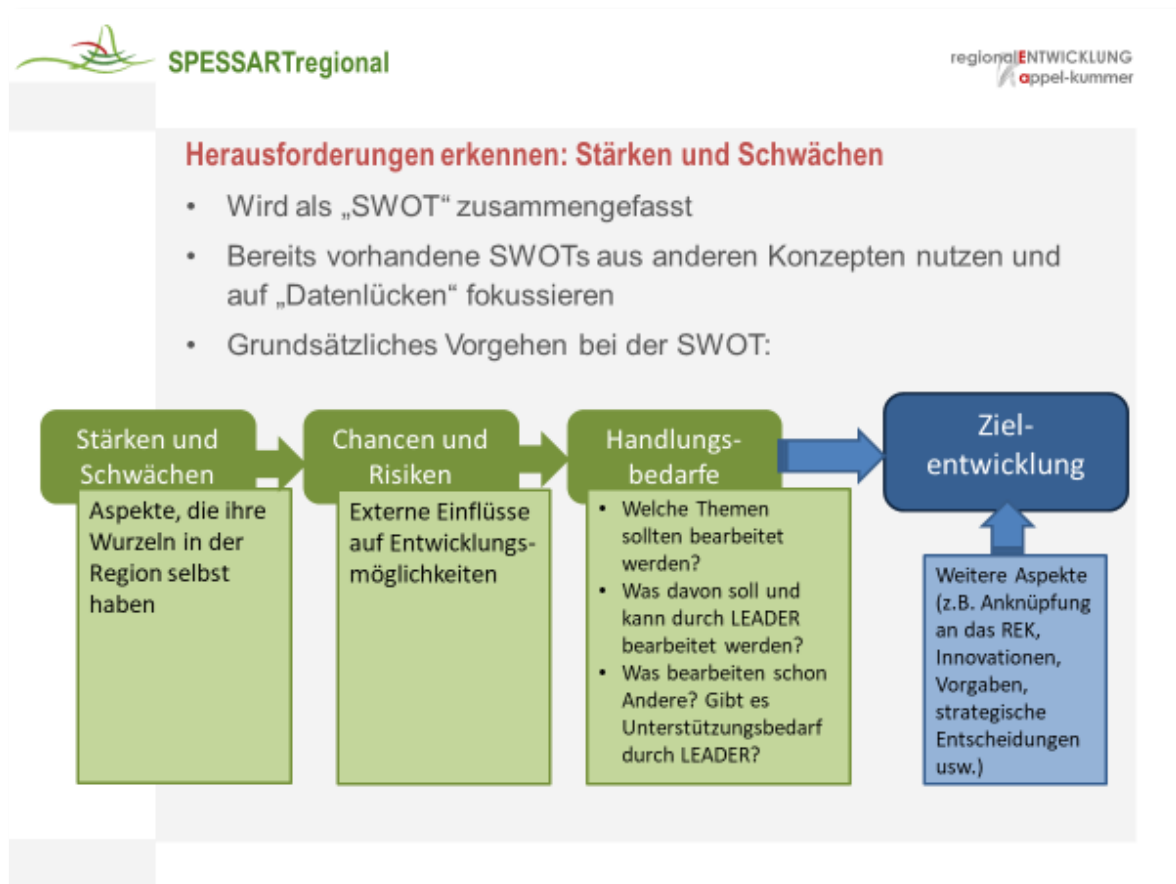 SPESSARTregional
regionalENTWICKLUNG
appel-kummer
Herausforderungen erkennen: Stärken und Schwächen
• Wird als „SWOT“ zusammengefasst
• Bereits vorhandene SWOTs aus anderen Konzepten nutzen und
auf „Datenlücken“ fokussieren
• Grundsätzliches Vorgehen bei der SWOT:
Stärken und
Schwächen
Aspekte, die ihre
Wurzeln in der
Region selbst
haben
Chancen und
Risiken
Externe Einflüsse
auf Entwicklungs-
möglichkeiten
Handlungs-
bedarfe
• Welche Themen
sollten bearbeitet
werden?
• Was davon soll und
kann durch LEADER
bearbeitet werden?
• Was bearbeiten schon
Andere? Gibt es
Unterstützungsbedarf
durch LEADER?
Ziel-
entwicklung
Weitere Aspekte
(z.B. Anknüpfung
an das REK,
Innovationen,
Vorgaben,
strategische
Entscheidungen
usw.)